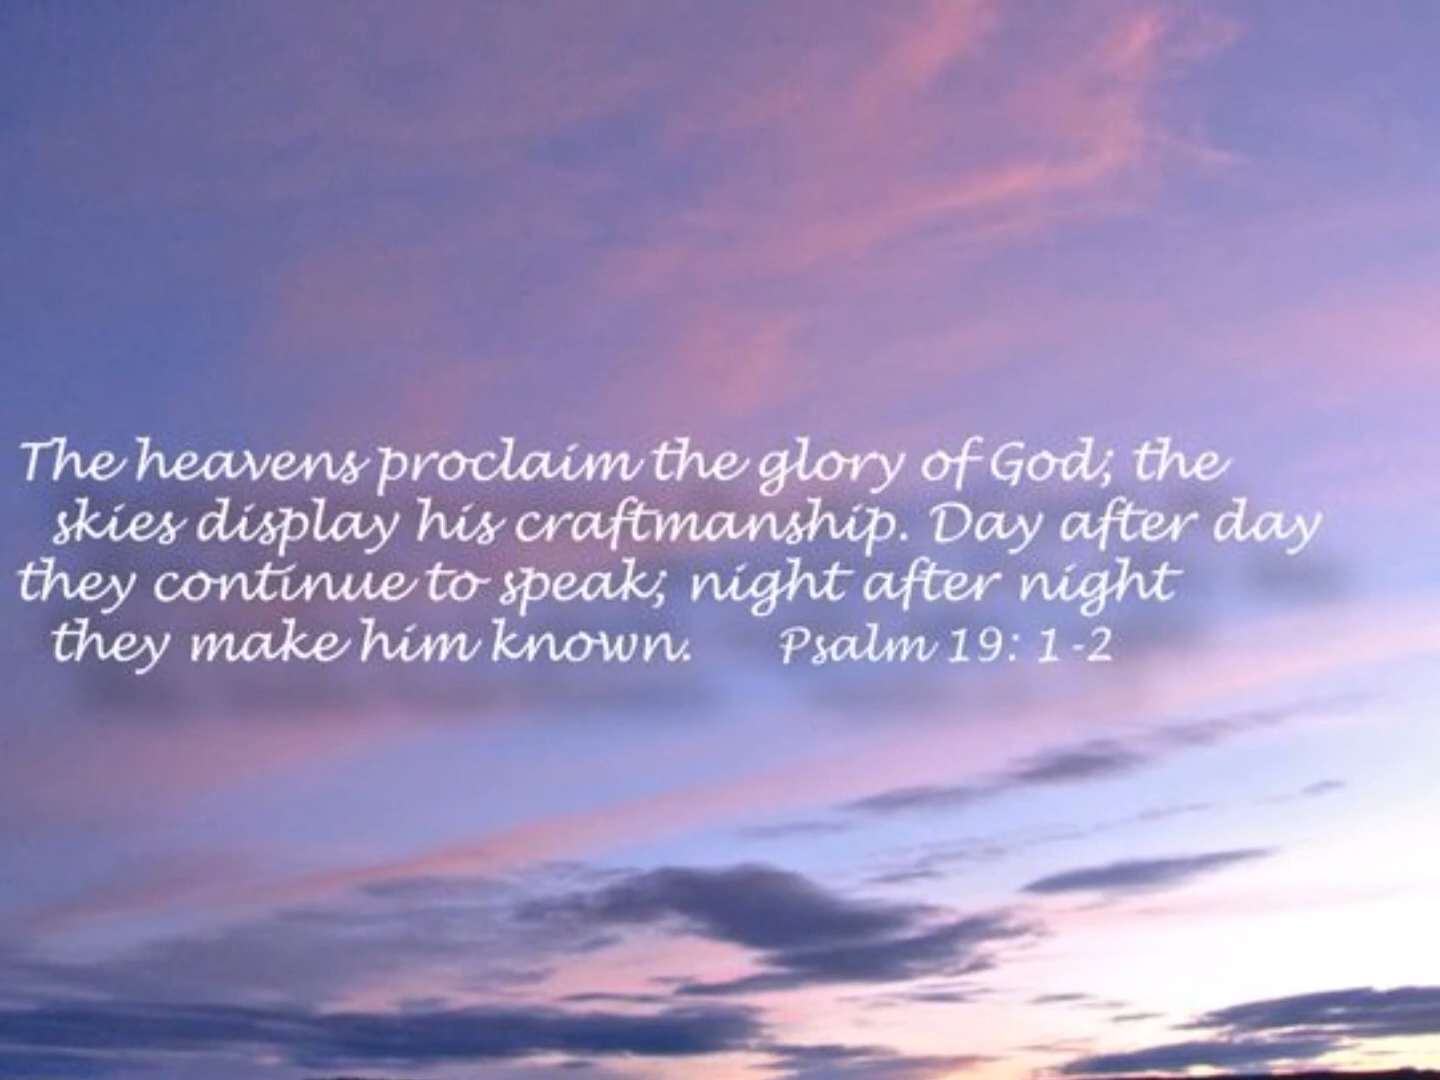 The heavens proclaim the glory of God; the
skies display his craftmanship. Day after day
they continue to speak; night after night
they make him known. Psalm 19: 1-2